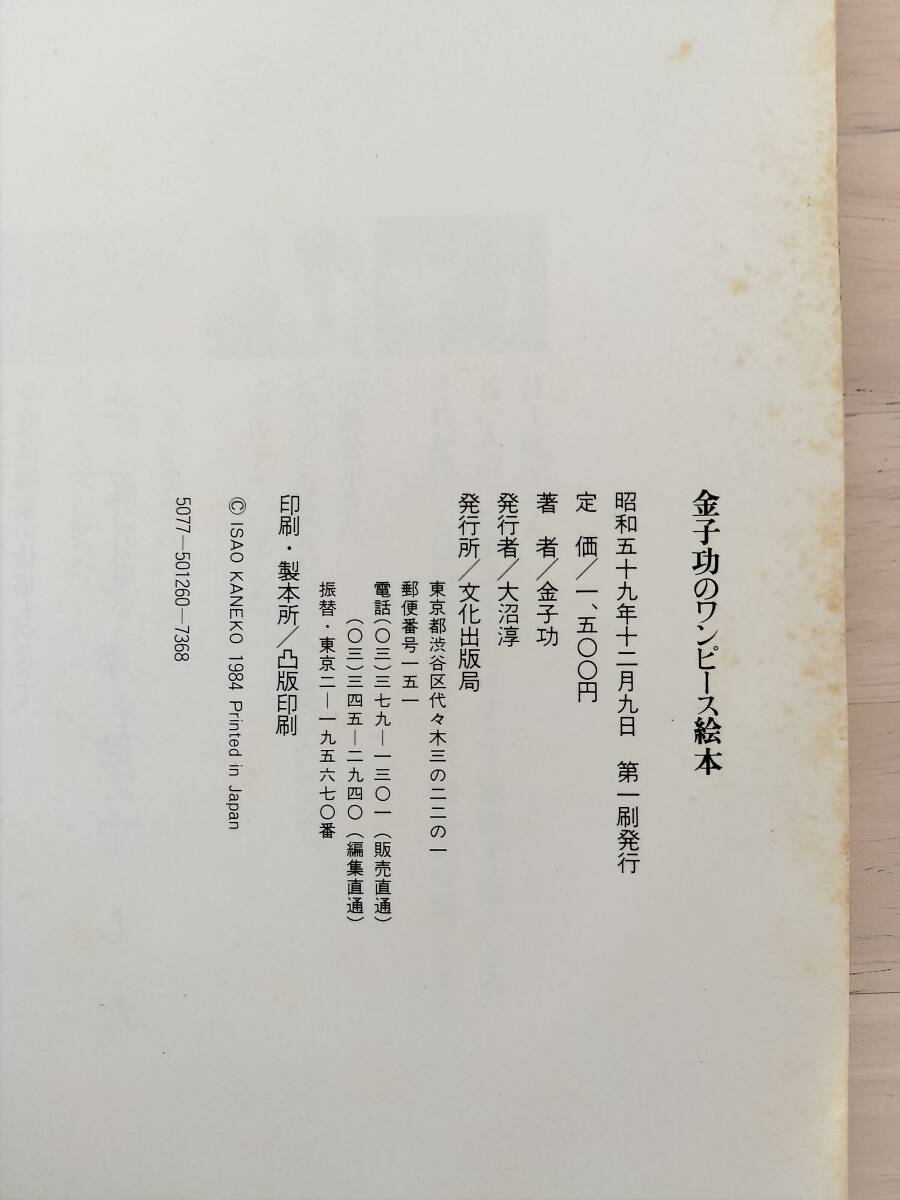 金子功のワンピース絵本
昭和五十九年十二月九日　第一刷発行
定　価/一、五〇〇円
著　者/金子功
発行者/大沼淳
発行所/文化出版局
東京都渋谷区代々木三の二二の一
郵便番号一五一
電話(〇三)三七九—一三〇一(販売直通)
(〇三)三四五—二九四〇(編集直通)
振替・東京二—一九五六七〇番
印刷・製本所/凸版印刷
© ISAO KANEKO 1984 Printed in Japan
5077—501260—7368